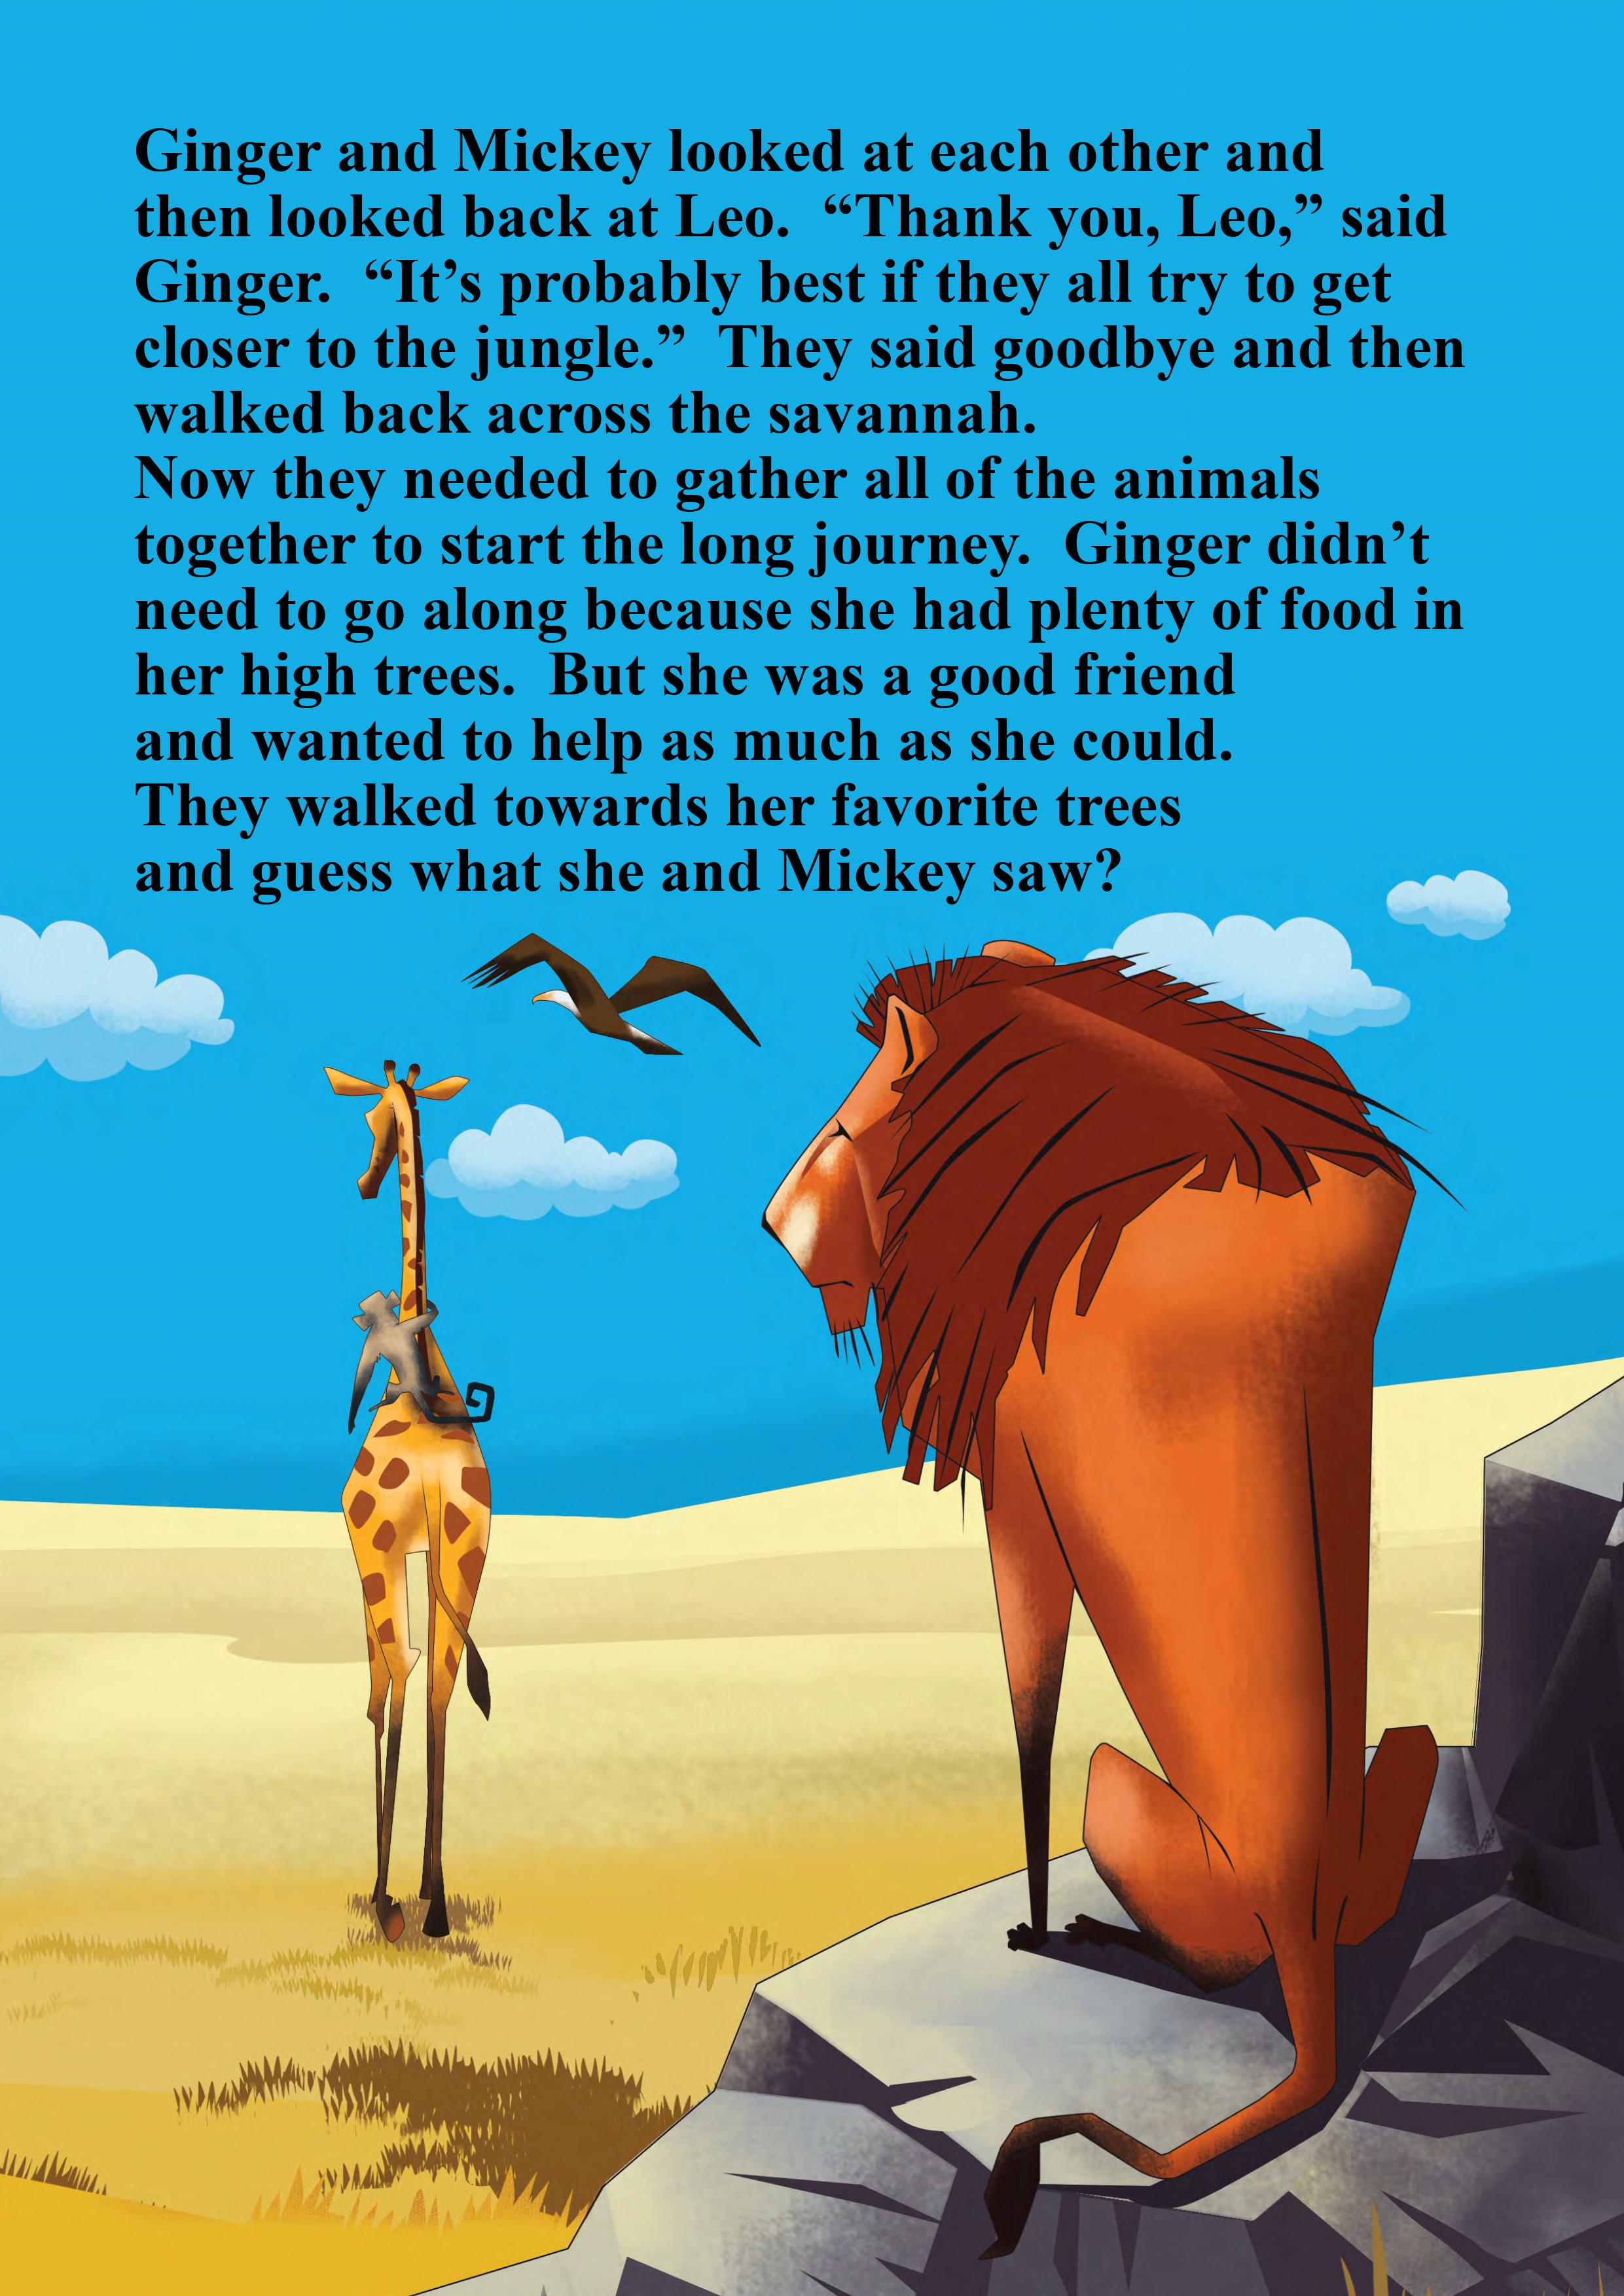 Ginger and Mickey looked at each other and
then looked back at Leo.  “Thank you, Leo,” said
Ginger.  “It’s probably best if they all try to get
closer to the jungle.”  They said goodbye and then
walked back across the savannah.
Now they needed to gather all of the animals
together to start the long journey.  Ginger didn’t
need to go along because she had plenty of food in
her high trees.  But she was a good friend
and wanted to help as much as she could.
They walked towards her favorite trees
and guess what she and Mickey saw?